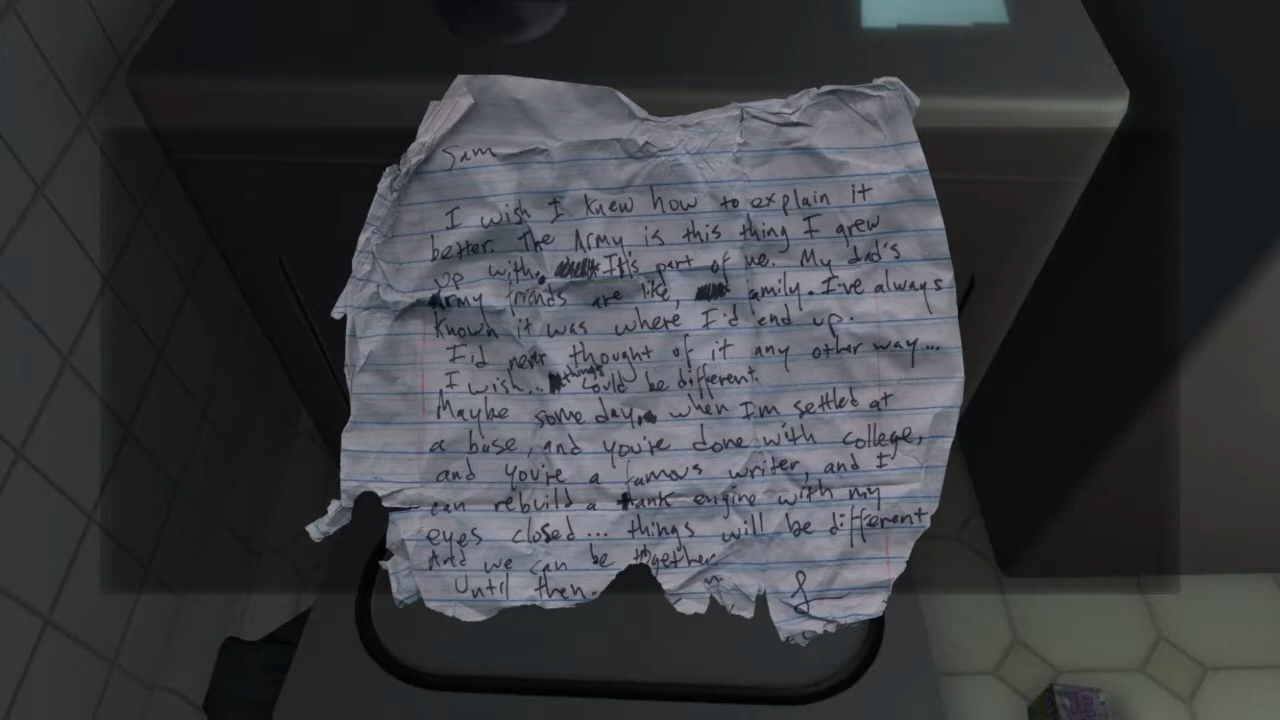 Sam
I wish I knew how to explain it
better. The Army is this thing I grew
up with. It's part of me. My dad's
Army friends are like, family. I've always
known it was where I'd end up.
I'd never thought of it any other way...
I wish... things could be different.
Maybe some day, when I'm settled at
a base, and you're done with college,
and you're a famous writer, and I
can rebuild a tank engine with my
eyes closed... things will be different
And we can be together.
Until then.